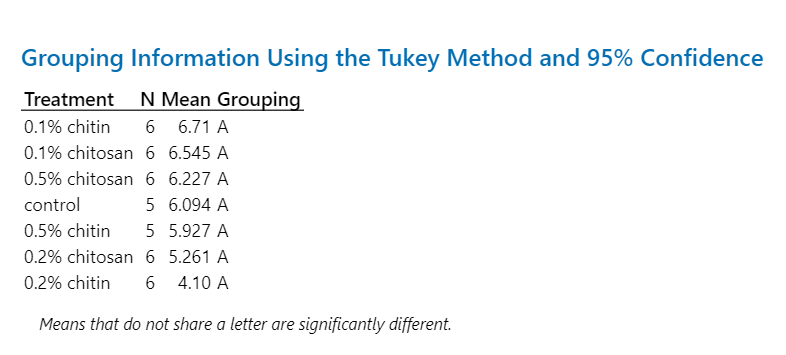 Grouping Information Using the Tukey Method and 95% Confidence
Treatment N Mean Grouping
0.1% chitin 6 6.71 A
0.1% chitosan 6 6.545 A
0.5% chitosan 6 6.227 A
control 5 6.094 A
0.5% chitin 5 5.927 A
0.2% chitosan 6 5.261 A
0.2% chitin 6 4.10 A
Means that do not share a letter are significantly different.